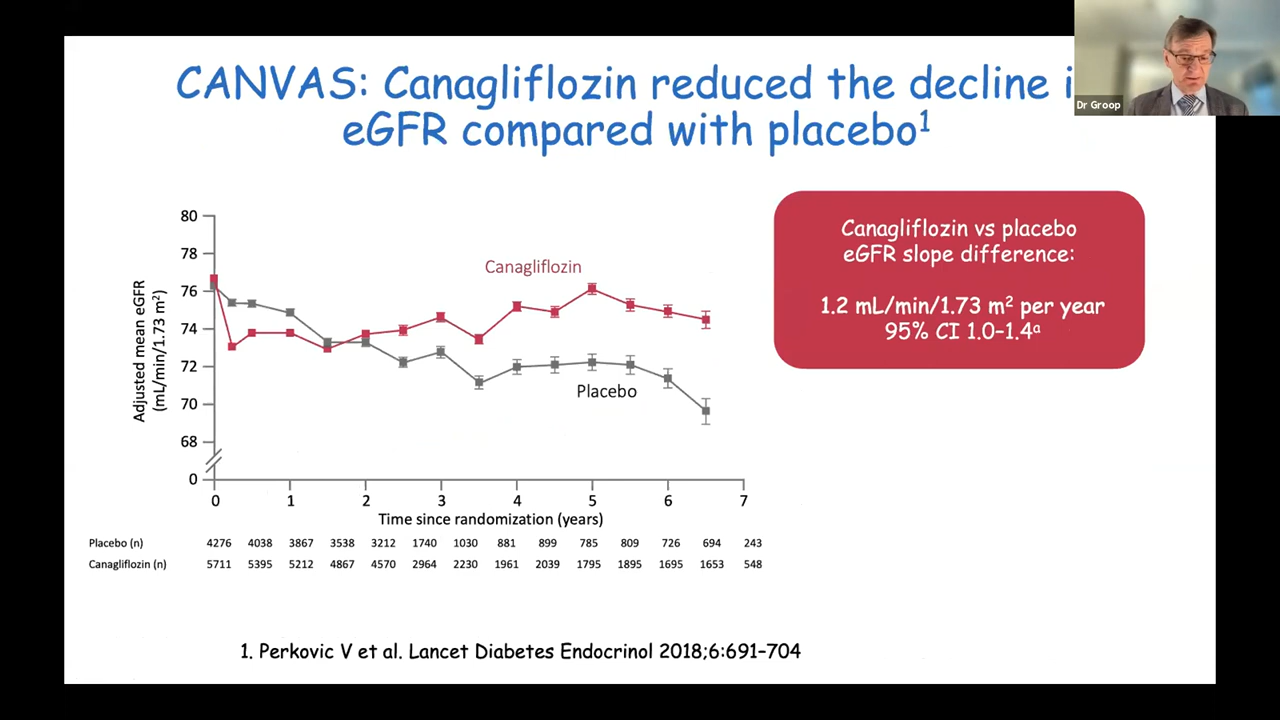 CANVAS: Canagliflozin reduced the decline i
eGFR compared with placebo¹
Dr Groop
Canagliflozin vs placebo
eGFR slope difference:
1.2 mL/min/1.73 m² per year
95% CI 1.0–1.4ᵃ
Adjusted mean eGFR
(mL/min/1.73 m²)
80
78
76
74
72
70
68
0
Canagliflozin
Placebo
0 1 2 3 4 5 6 7
Time since randomization (years)
Placebo (n) 4276 4038 3867 3538 3212 1740 1030 881 899 785 809 726 694 243
Canagliflozin (n) 5711 5395 5212 4867 4570 2964 2230 1961 2039 1795 1895 1695 1653 548
1. Perkovic V et al. Lancet Diabetes Endocrinol 2018;6:691–704